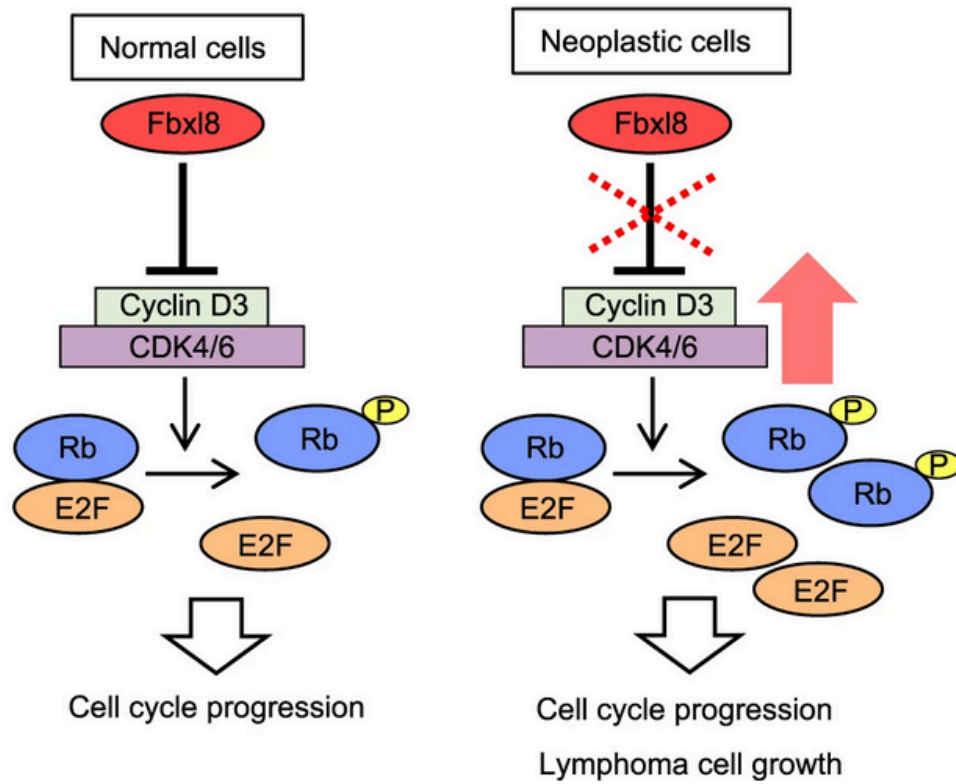 Normal cells
Fbxl8
Cyclin D3
CDK4/6
Rb
E2F
Rb
P
E2F
Cell cycle progression
Neoplastic cells
Fbxl8
Cyclin D3
CDK4/6
Rb
E2F
Rb
P
Rb
P
E2F
E2F
Cell cycle progression
Lymphoma cell growth